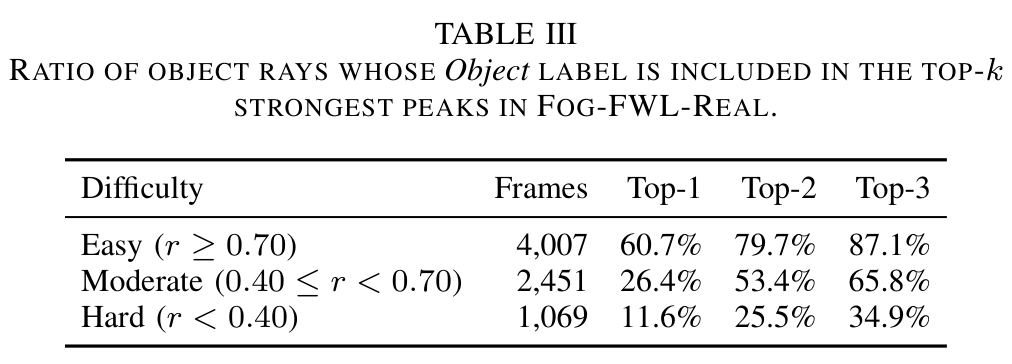 TABLE III
RATIO OF OBJECT RAYS WHOSE Object LABEL IS INCLUDED IN THE TOP-k
STRONGEST PEAKS IN FOG-FWL-REAL.
Difficulty Frames Top-1 Top-2 Top-3
Easy (r ≥ 0.70) 4,007 60.7% 79.7% 87.1%
Moderate (0.40 ≤ r < 0.70) 2,451 26.4% 53.4% 65.8%
Hard (r < 0.40) 1,069 11.6% 25.5% 34.9%